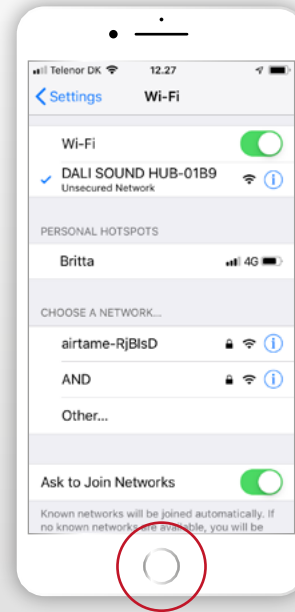 Telenor DK 12.27
Settings Wi-Fi
Wi-Fi
DALI SOUND HUB-01B9
Unsecured Network
PERSONAL HOTSPOTS
Britta 4G
CHOOSE A NETWORK...
airtame-RjBIsD
AND
Other...
Ask to Join Networks
Known networks will be joined automatically. If
no known networks are available, you will be